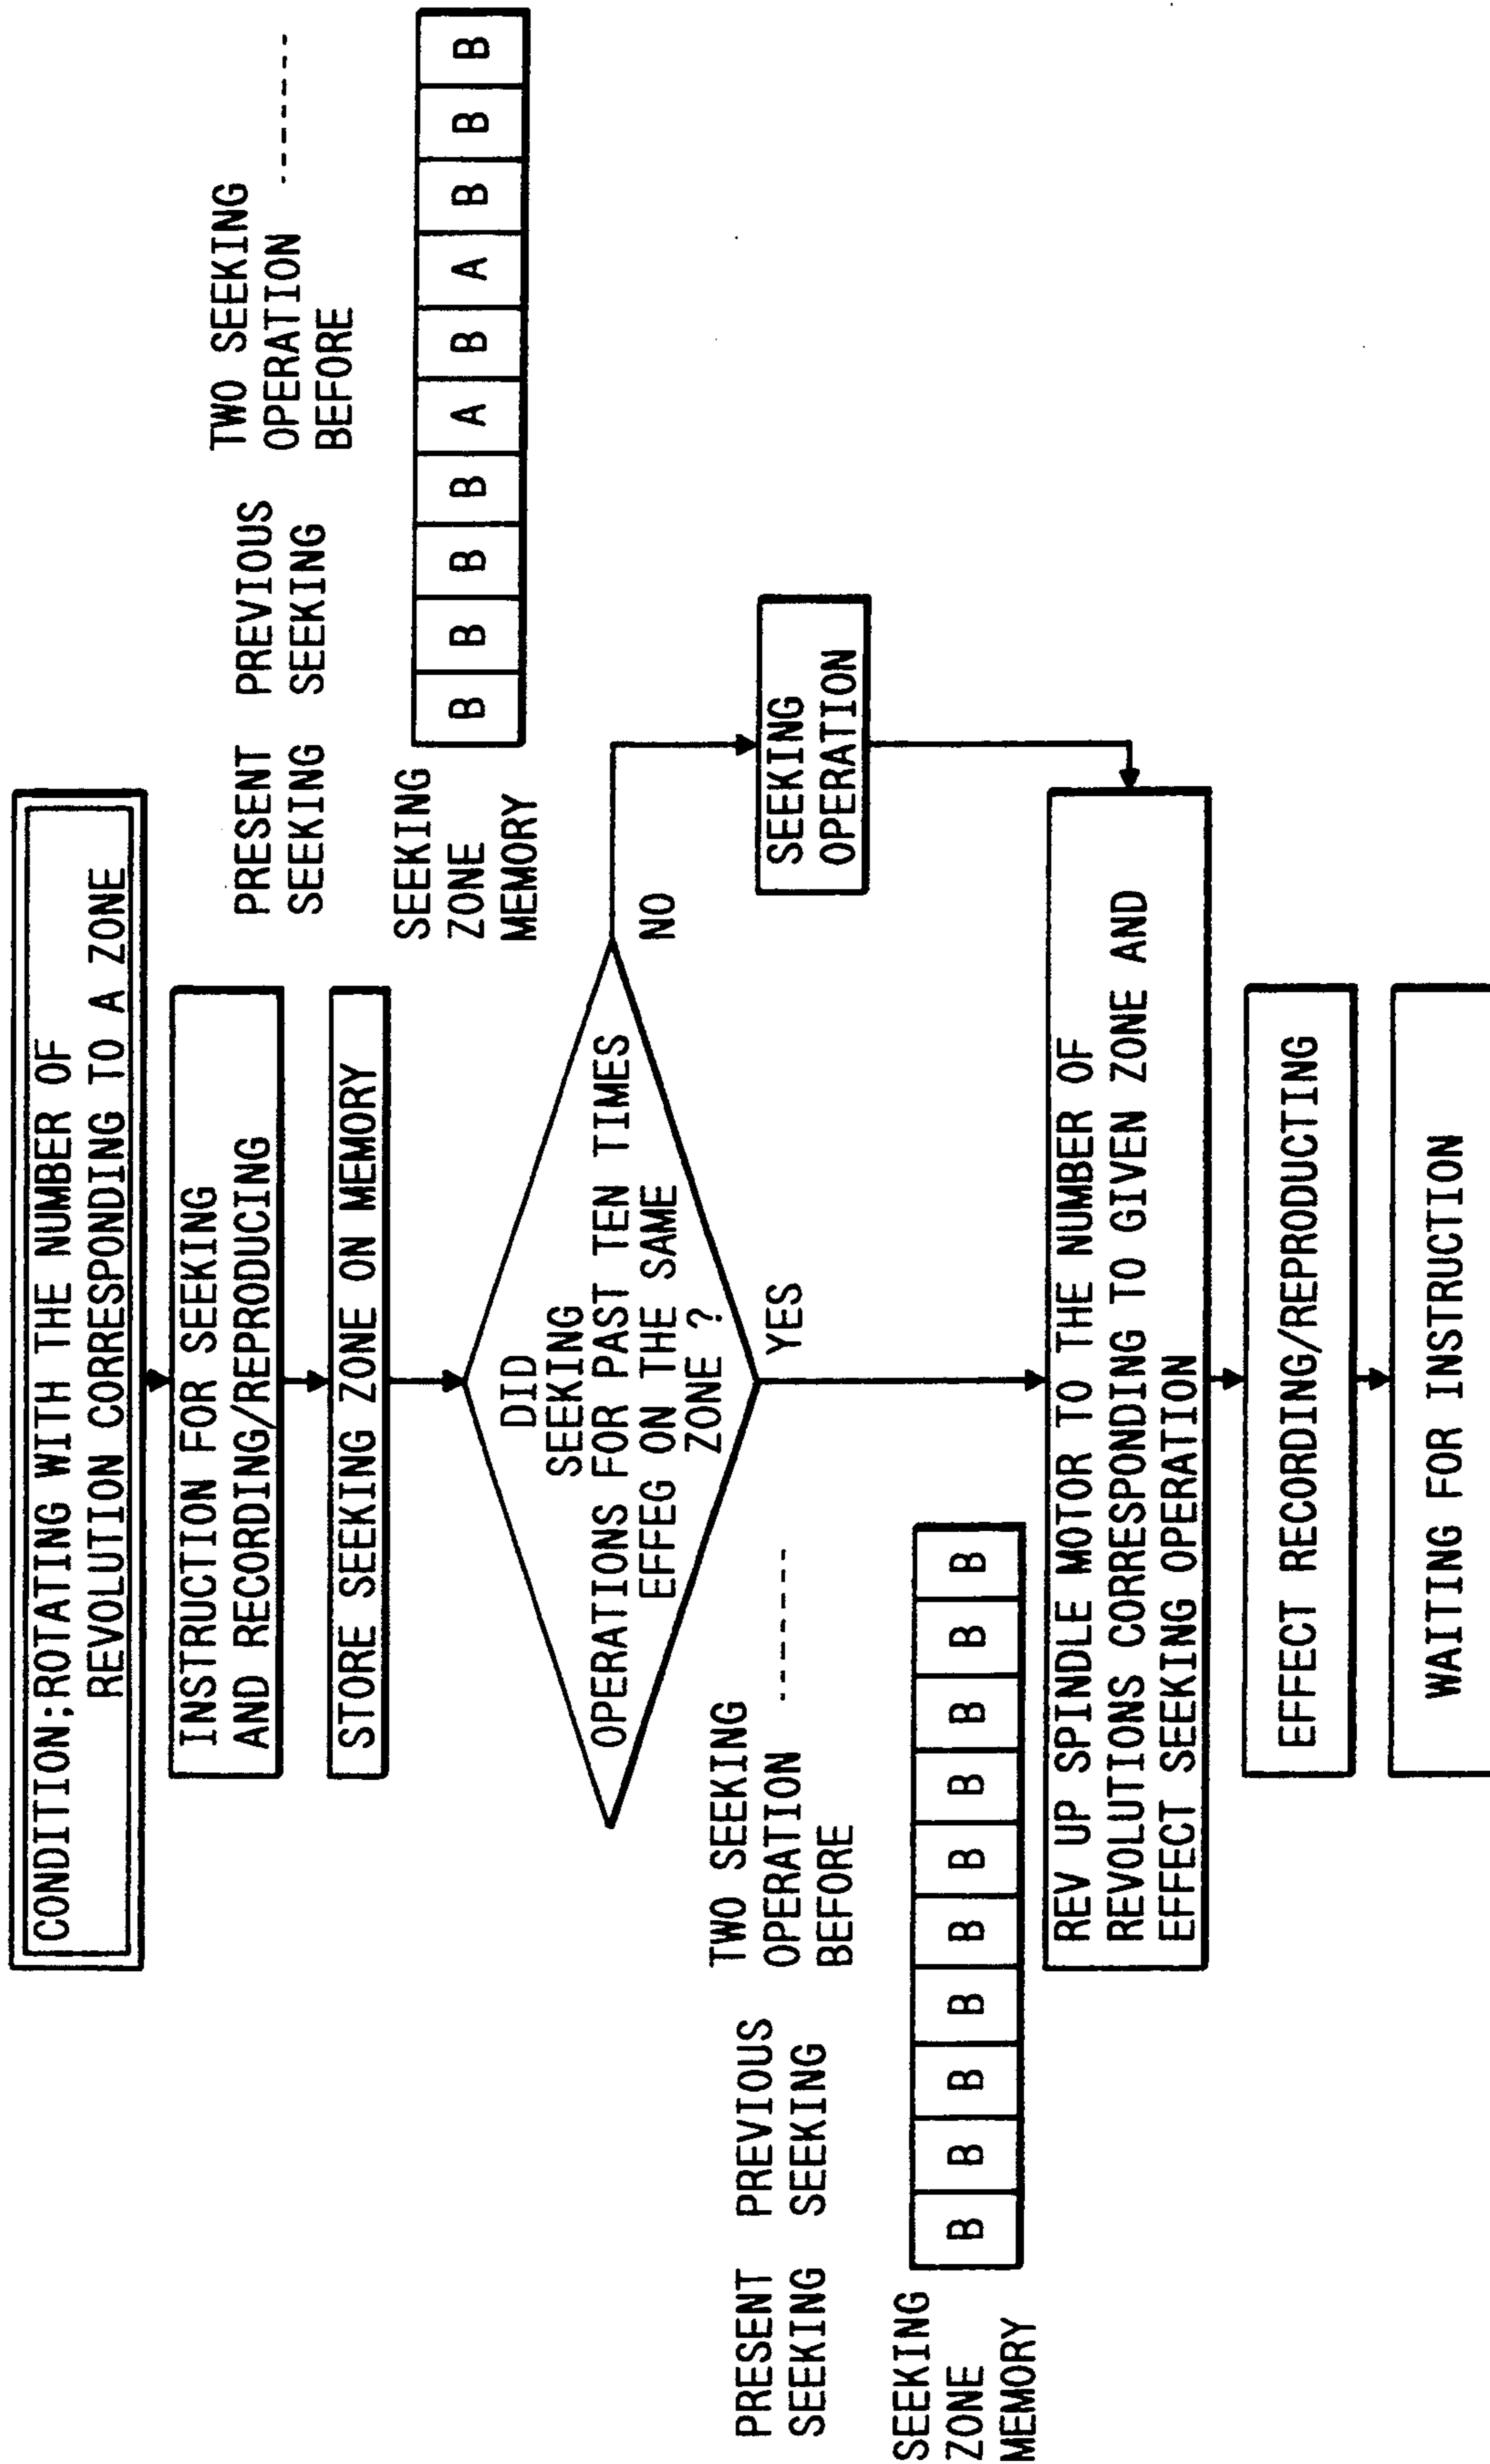 CONDITION;ROTATING WITH THE NUMBER OF
REVOLUTION CORRESPONDING TO A ZONE
INSTRUCTION FOR SEEKING
AND RECORDING/REPRODUCING
STORE SEEKING ZONE ON MEMORY
PRESENT SEEKING
PREVIOUS SEEKING
TWO SEEKING
OPERATION
BEFORE
-------
SEEKING
ZONE
MEMORY
B B B B A B A B B B
DID
SEEKING
OPERATIONS FOR PAST TEN TIMES
EFFEG ON THE SAME
ZONE ?
NO
YES
SEEKING
OPERATION
PRESENT SEEKING
PREVIOUS SEEKING
TWO SEEKING
OPERATION
BEFORE
-------
SEEKING
ZONE
MEMORY
B B B B B B B B B B
REV UP SPINDLE MOTOR TO THE NUMBER OF
REVOLUTIONS CORRESPONDING TO GIVEN ZONE AND
EFFECT SEEKING OPERATION
EFFECT RECORDING/REPRODUCTING
WAITING FOR INSTRUCTION